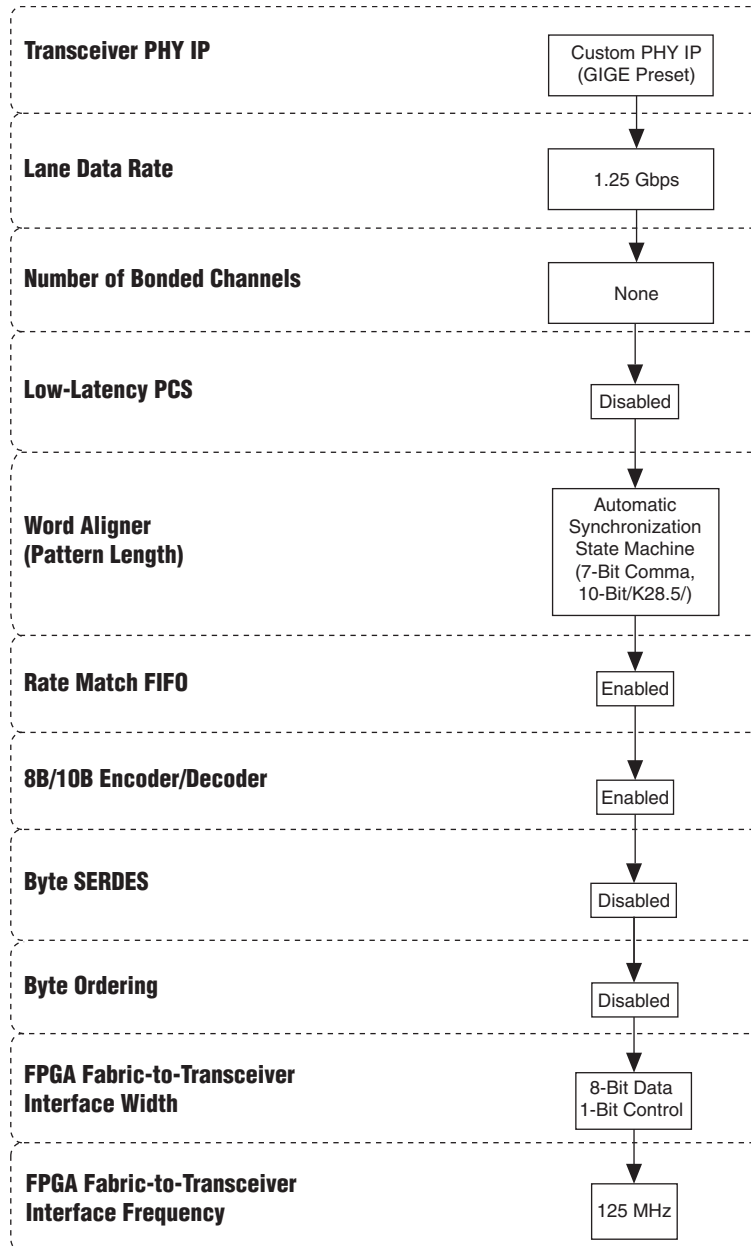 Transceiver PHY IP
Custom PHY IP
(GIGE Preset)
Lane Data Rate
1.25 Gbps
Number of Bonded Channels
None
Low-Latency PCS
Disabled
Word Aligner
(Pattern Length)
Automatic
Synchronization
State Machine
(7-Bit Comma,
10-Bit/K28.5/)
Rate Match FIFO
Enabled
8B/10B Encoder/Decoder
Enabled
Byte SERDES
Disabled
Byte Ordering
Disabled
FPGA Fabric-to-Transceiver
Interface Width
8-Bit Data
1-Bit Control
FPGA Fabric-to-Transceiver
Interface Frequency
125 MHz